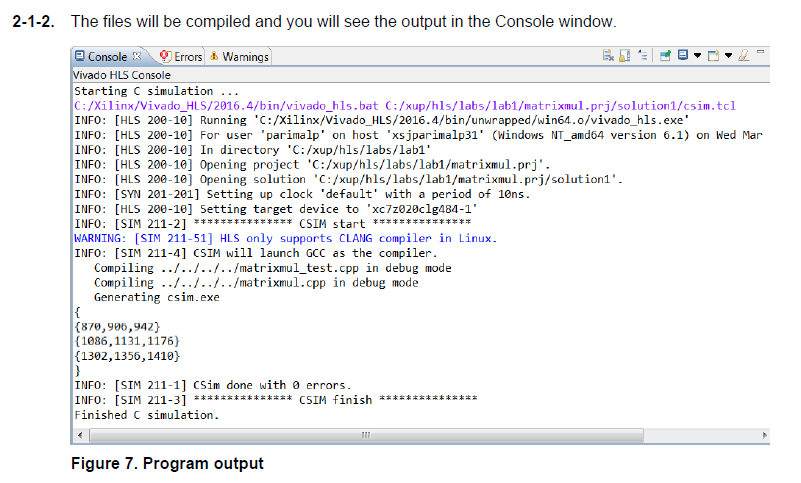 2-1-2. The files will be compiled and you will see the output in the Console window.
Console Errors Warnings
Vivado HLS Console
Starting C simulation ...
C:/Xilinx/Vivado_HLS/2016.4/bin/vivado_hls.bat C:/xup/hls/labs/lab1/matrixmul.prj/solution1/csim.tcl
INFO: [HLS 200-10] Running 'C:/Xilinx/Vivado_HLS/2016.4/bin/unwrapped/win64.o/vivado_hls.exe'
INFO: [HLS 200-10] For user 'parimalp' on host 'xsjparimalp31' (Windows NT_amd64 version 6.1) on Wed Mar
INFO: [HLS 200-10] In directory 'C:/xup/hls/labs/lab1'
INFO: [HLS 200-10] Opening project 'C:/xup/hls/labs/lab1/matrixmul.prj'.
INFO: [HLS 200-10] Opening solution 'C:/xup/hls/labs/lab1/matrixmul.prj/solution1'.
INFO: [SYN 201-201] Setting up clock 'default' with a period of 10ns.
INFO: [HLS 200-10] Setting target device to 'xc7z020clg484-1'
INFO: [SIM 211-2] *************** CSIM start ***************
WARNING: [SIM 211-51] HLS only supports CLANG compiler in Linux.
INFO: [SIM 211-4] CSIM will launch GCC as the compiler.
Compiling ../../../../matrixmul_test.cpp in debug mode
Compiling ../../../../matrixmul.cpp in debug mode
Generating csim.exe
{
{870,906,942}
{1086,1131,1176}
{1302,1356,1410}
}
INFO: [SIM 211-1] CSim done with 0 errors.
INFO: [SIM 211-3] *************** CSIM finish ***************
Finished C simulation.
Figure 7. Program output